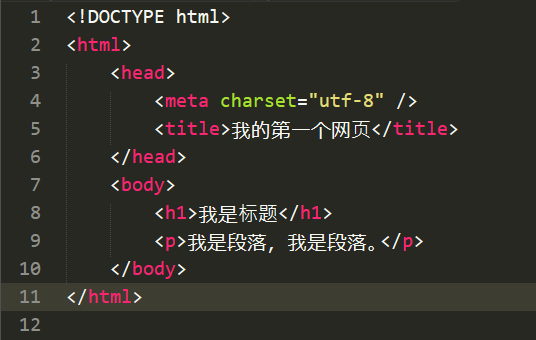 1 <!DOCTYPE html>
2 <html>
3 <head>
4 <meta charset="utf-8" />
5 <title>我的第一个网页</title>
6 </head>
7 <body>
8 <h1>我是标题</h1>
9 <p>我是段落，我是段落。</p>
10 </body>
11 </html>
12